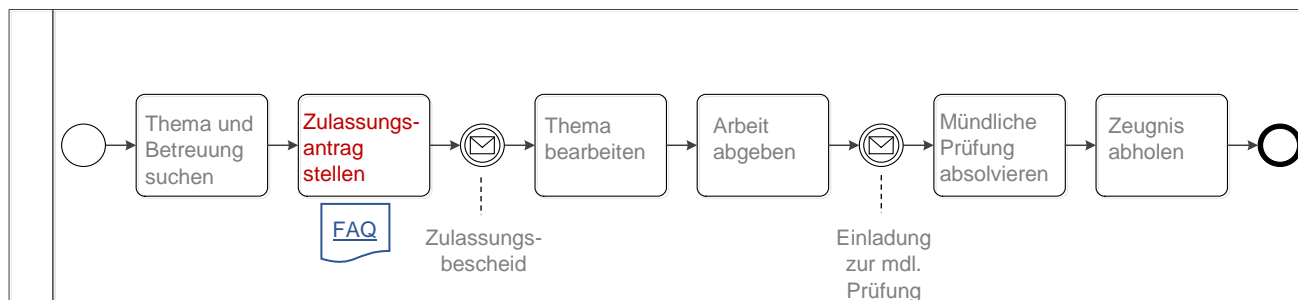 Thema und
Betreuung
suchen
Zulassungs-
antrag
stellen
FAQ
Zulassungs-
bescheid
Thema
bearbeiten
Arbeit
abgeben
Einladung
zur mdl.
Prüfung
Mündliche
Prüfung
absolvieren
Zeugnis
abholen